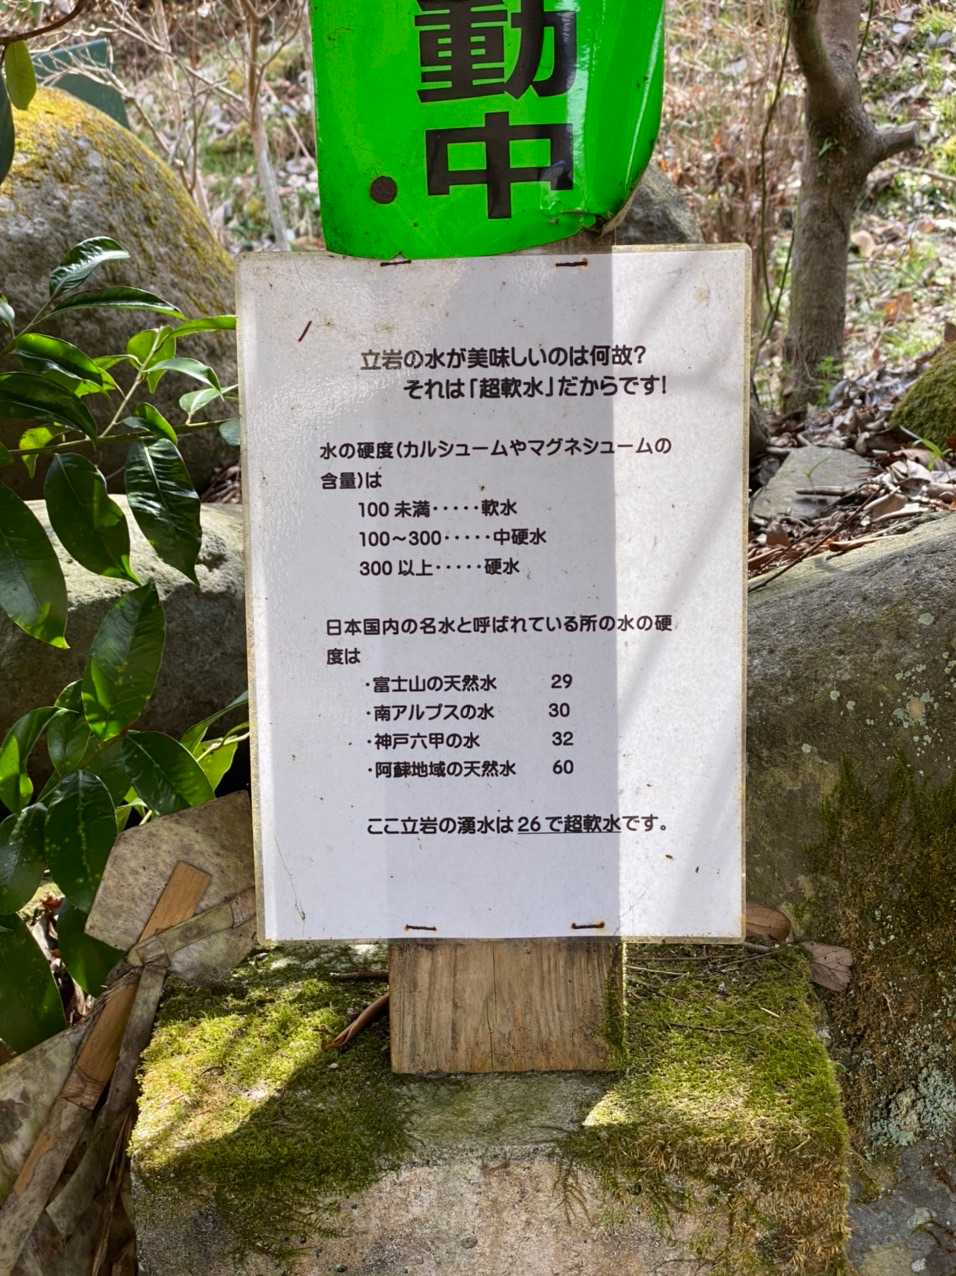 動中
立岩の水が美味しいのは何故?
それは「超軟水」だからです!
水の硬度(カルシュームやマグネシュームの
含量)は
100 未満・・・・・軟水
100〜300・・・・・中硬水
300 以上・・・・・硬水
日本国内の名水と呼ばれている所の水の硬
度は
・富士山の天然水 29
・南アルプスの水 30
・神戸六甲の水 32
・阿蘇地域の天然水 60
ここ立岩の湧水は 26 で超軟水です。